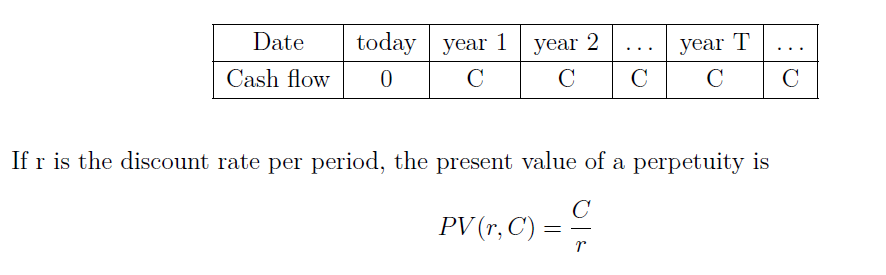 Date today year 1 year 2 ... year T ...
Cash flow 0 C C C C C
If r is the discount rate per period, the present value of a perpetuity is
PV(r, C) = C/r